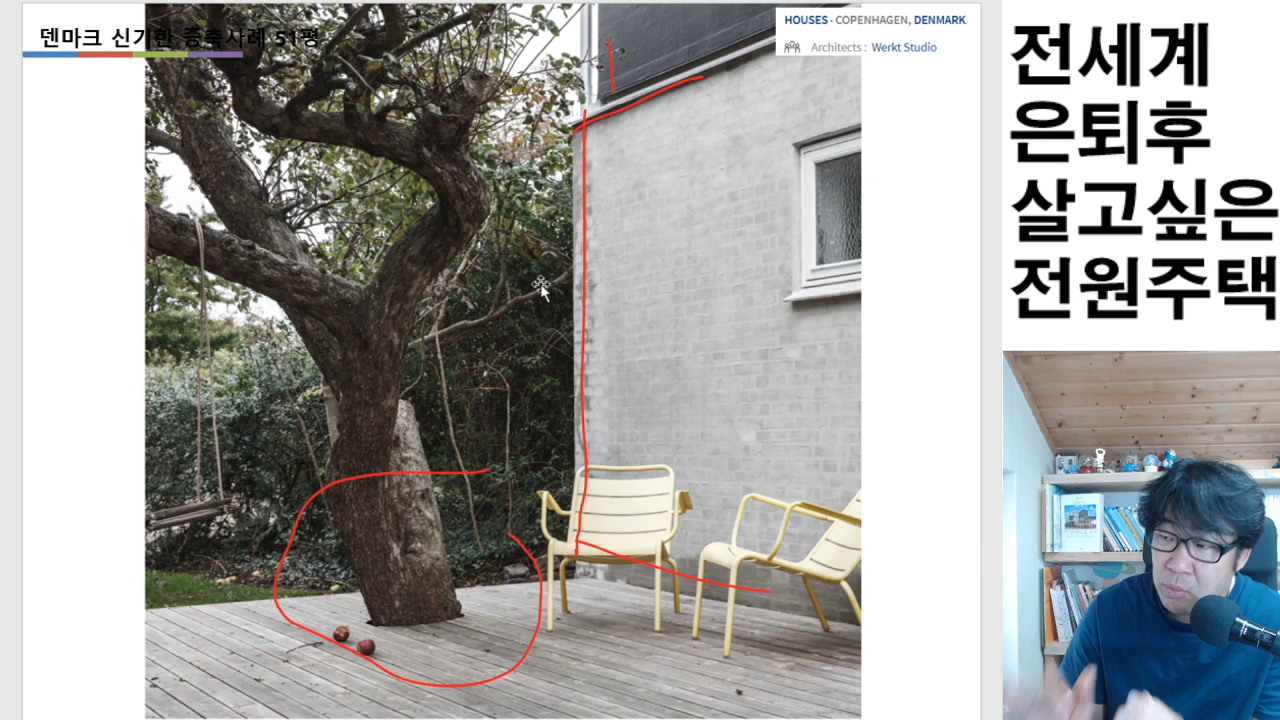 덴마크 신기한 증축사례 51평
HOUSES · COPENHAGEN, DENMARK
Architects : Werkt Studio
전세계
은퇴후
살고싶은
전원주택